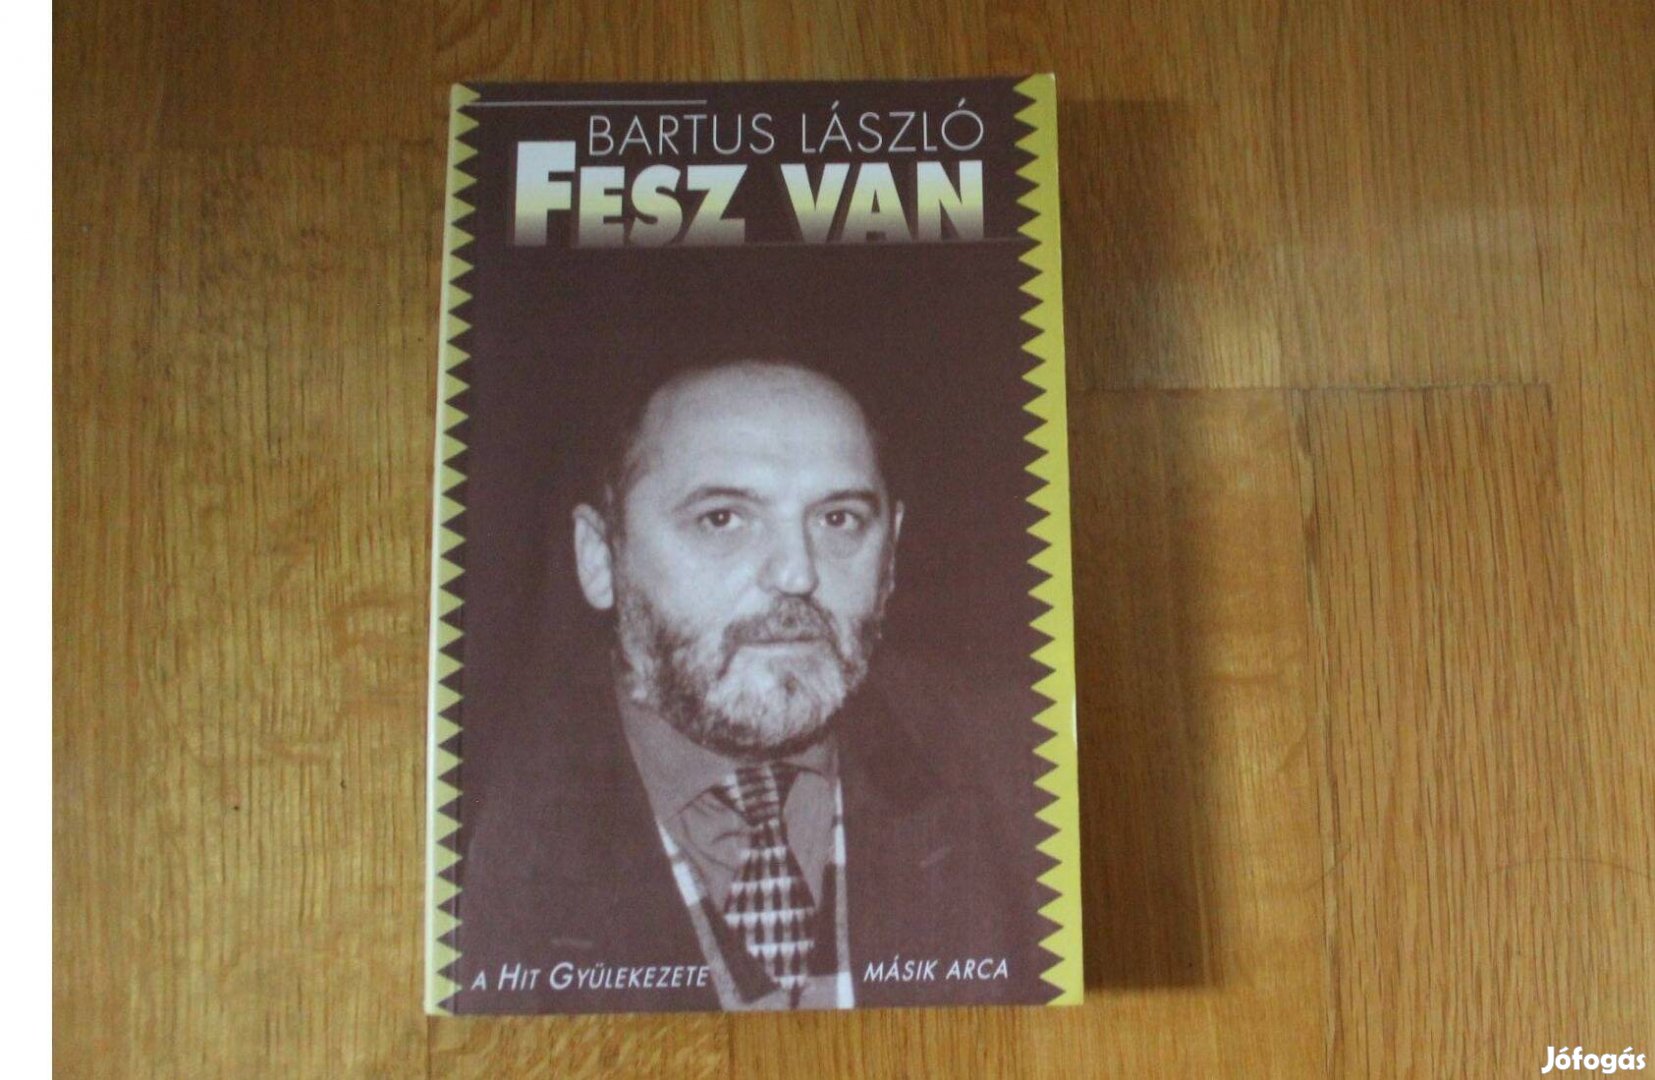 BARTUS LÁSZLÓ
FESZ VAN
A HIT GYÜLEKEZETE MÁSIK ARCA
Jófogás